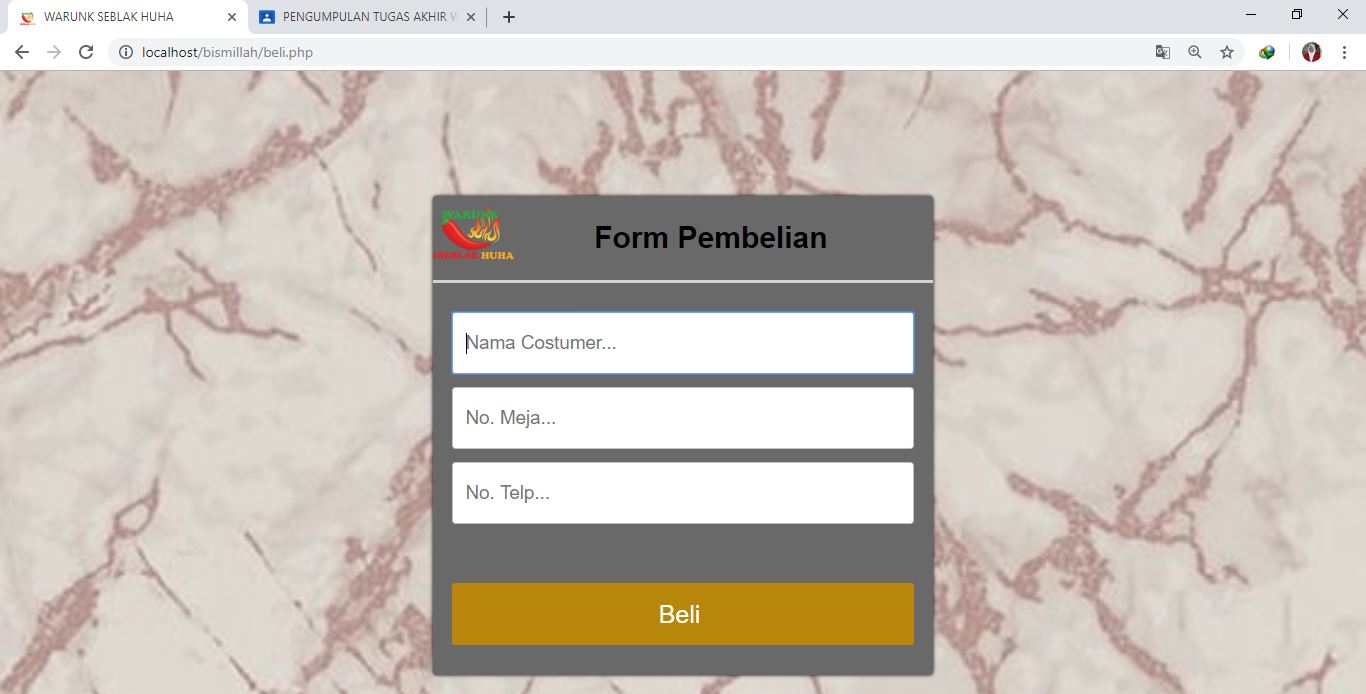 WARUNK SEBLAK HUHA
PENGUMPULAN TUGAS AKHIR W
localhost/bismillah/beli.php
WARUNK
SEBLAK HUHA
Form Pembelian
Nama Costumer...
No. Meja...
No. Telp...
Beli